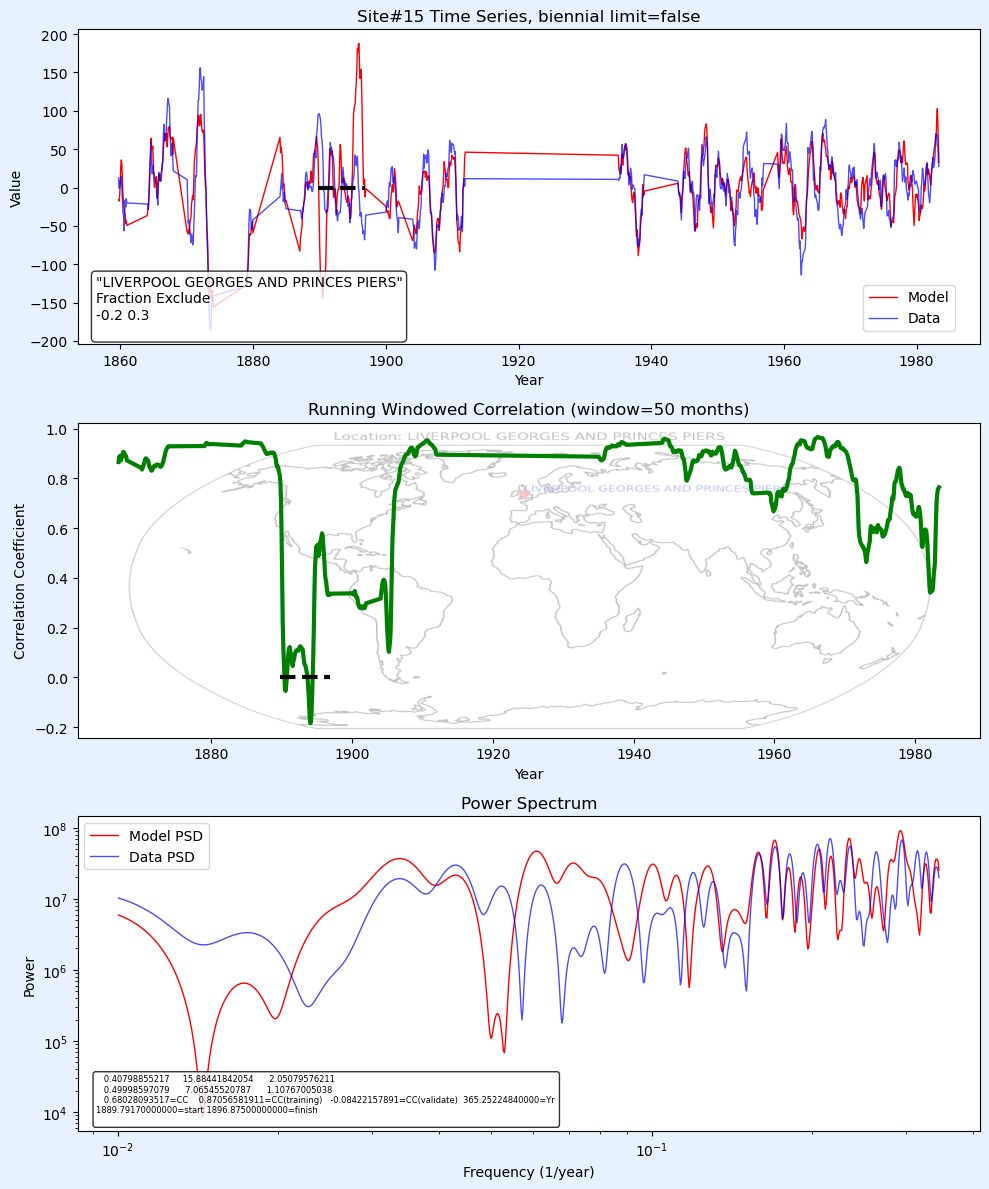 Site#15 Time Series, biennial limit=false
200
150
100
50
0
−50
−100
−150
−200
Value
"LIVERPOOL GEORGES AND PRINCES PIERS"
Fraction Exclude
-0.2 0.3
Model
Data
1860 1880 1900 1920 1940 1960 1980
Year
Running Windowed Correlation (window=50 months)
Location: LIVERPOOL GEORGES AND PRINCES PIERS
LIVERPOOL GEORGES AND PRINCES PIERS
1.0
0.8
0.6
0.4
0.2
0.0
−0.2
Correlation Coefficient
1880 1900 1920 1940 1960 1980
Year
Power Spectrum
Model PSD
Data PSD
10^8
10^7
10^6
10^5
10^4
Power
0.40798855217 15.88441842054 2.05079576211
0.49998597079 7.06545520787 1.10767005038
0.68028093517=CC 0.87056581911=CC(training) -0.08422157891=CC(validate) 365.25224840000=Yr
1889.79170000000=start 1896.87500000000=finish
10^−2 10^−1
Frequency (1/year)